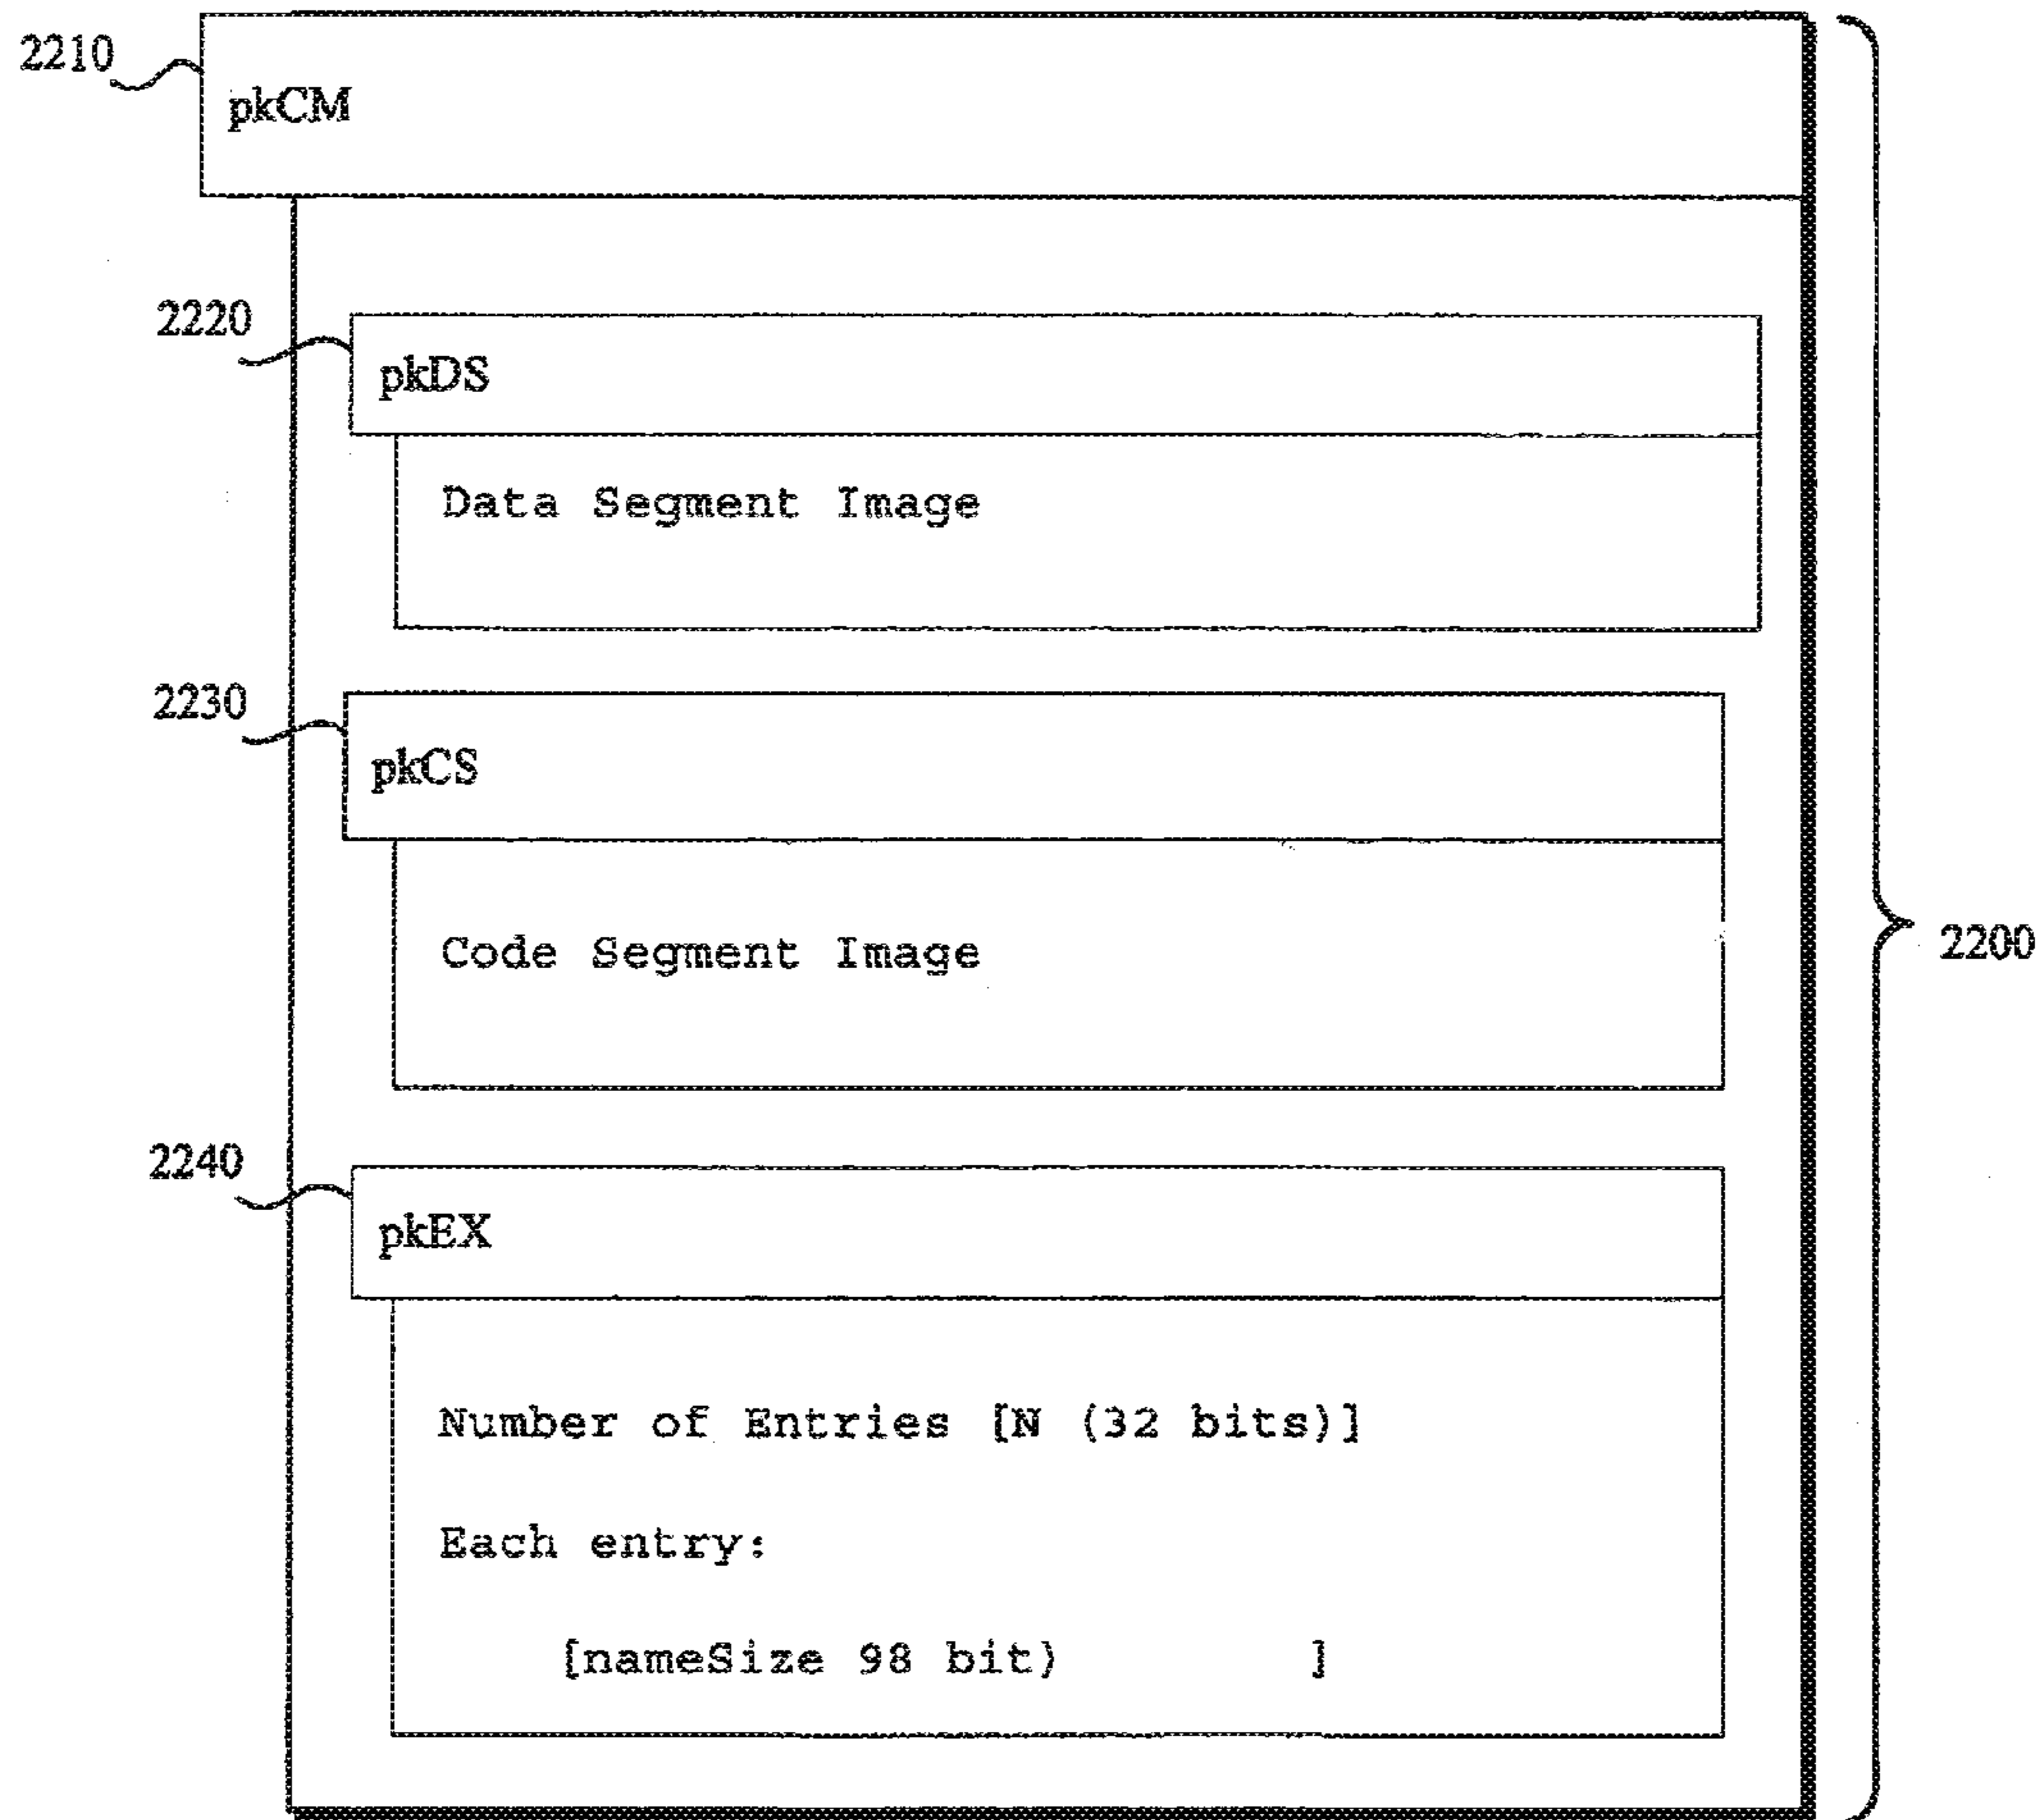 2210
pkCM
2220
pkDS
Data Segment Image
2230
pkCS
Code Segment Image
2200
2240
pkEX
Number of Entries [N (32 bits)]
Each entry:
[nameSize 98 bit) ]